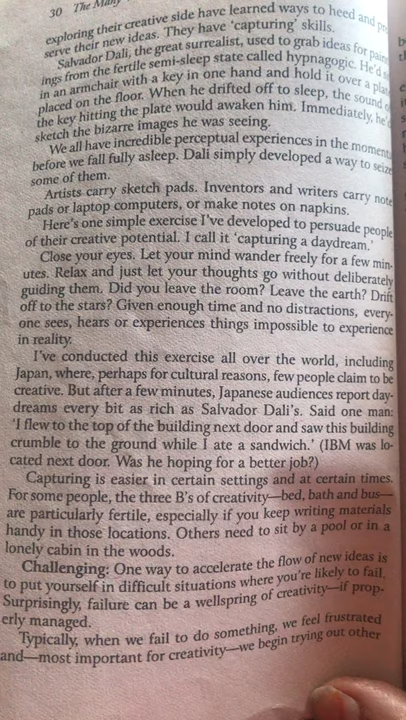 30 The Many
exploring their creative side have learned ways to heed and
serve their new ideas. They have 'capturing' skills.
Salvador Dali, the great surrealist, used to grab ideas for
ings from the fertile semi-sleep state called hypnagogic. He'd
in an armchair with a key in one hand and hold it over a
placed on the floor. When he drifted off to sleep, the sound
the key hitting the plate would awaken him. Immediately, he'd
sketch the bizarre images he was seeing.
We all have incredible perceptual experiences in the moments
before we fall fully asleep. Dali simply developed a way to seize
some of them.
Artists carry sketch pads. Inventors and writers carry note
pads or laptop computers, or make notes on napkins.
Here's one simple exercise I've developed to persuade people
of their creative potential. I call it 'capturing a daydream.'
Close your eyes. Let your mind wander freely for a few min-
utes. Relax and just let your thoughts go without deliberately
guiding them. Did you leave the room? Leave the earth? Drift
off to the stars? Given enough time and no distractions, every-
one sees, hears or experiences things impossible to experience
in reality.
I've conducted this exercise all over the world, including
Japan, where, perhaps for cultural reasons, few people claim to be
creative. But after a few minutes, Japanese audiences report day-
dreams every bit as rich as Salvador Dali's. Said one man:
'I flew to the top of the building next door and saw this building
crumble to the ground while I ate a sandwich.' (IBM was lo-
cated next door. Was he hoping for a better job?)
Capturing is easier in certain settings and at certain times.
For some people, the three B's of creativity—bed, bath and bus—
are particularly fertile, especially if you keep writing materials
handy in those locations. Others need to sit by a pool or in a
lonely cabin in the woods.
Challenging: One way to accelerate the flow of new ideas is
to put yourself in difficult situations where you're likely to fail.
Surprisingly, failure can be a wellspring of creativity—if prop-
erly managed.
Typically, when we fail to do something, we feel frustrated
and—most important for creativity—we begin trying out other